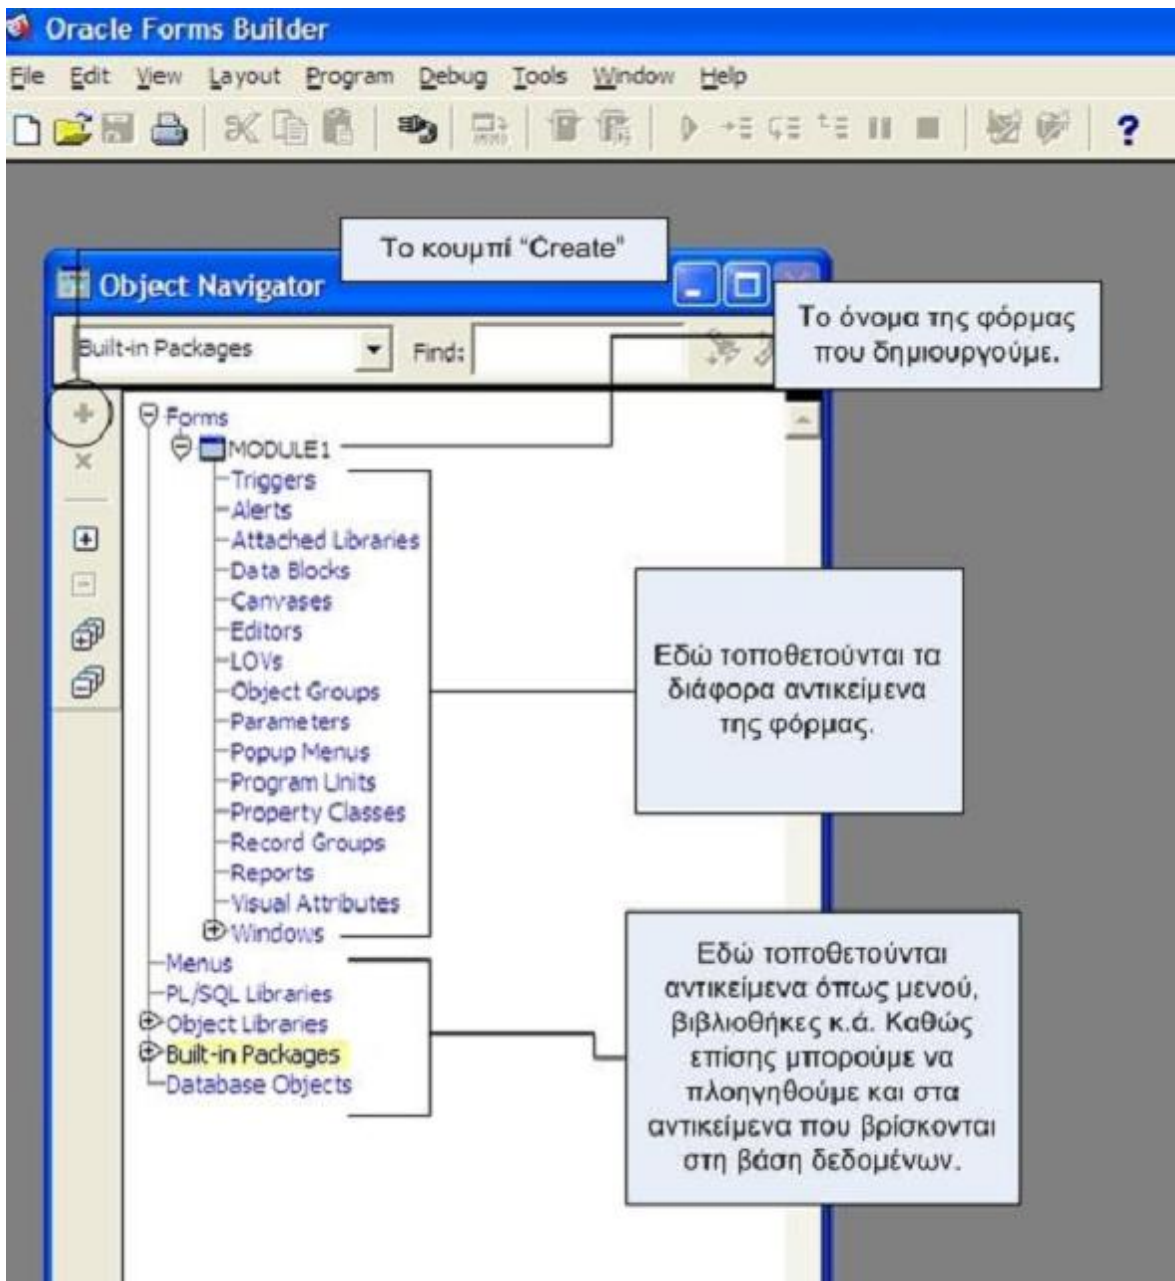 Oracle Forms Builder
File Edit View Layout Program Debug Tools Window Help
Το κουμπί “Create”
Object Navigator
Το όνομα της φόρμας
που δημιουργούμε.
Built-in Packages
Find:
Forms
MODULE1
Triggers
Alerts
Attached Libraries
Data Blocks
Canvases
Editors
LOVs
Object Groups
Parameters
Popup Menus
Program Units
Property Classes
Record Groups
Reports
Visual Attributes
Windows
Menus
PL/SQL Libraries
Object Libraries
Built-in Packages
Database Objects
Εδώ τοποθετούνται τα
διάφορα αντικείμενα
της φόρμας.
Εδώ τοποθετούνται
αντικείμενα όπως μενού,
βιβλιοθήκες κ.ά. Καθώς
επίσης μπορούμε να
πλοηγηθούμε και στα
αντικείμενα που βρίσκονται
στη βάση δεδομένων.